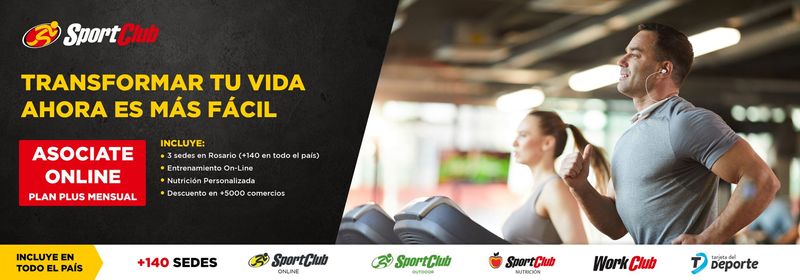 SportClub
TRANSFORMAR TU VIDA
AHORA ES MÁS FÁCIL
ASOCIATE
ONLINE
PLAN PLUS MENSUAL
INCLUYE:
• 3 sedes en Rosario (+140 en todo el país)
• Entrenamiento On-Line
• Nutrición Personalizada
• Descuento en +5000 comercios
INCLUYE EN
TODO EL PAÍS
+140 SEDES
SportClub
ONLINE
SportClub
OUTDOOR
SportClub
NUTRICIÓN
WorkClub
tarjeta del
deporte